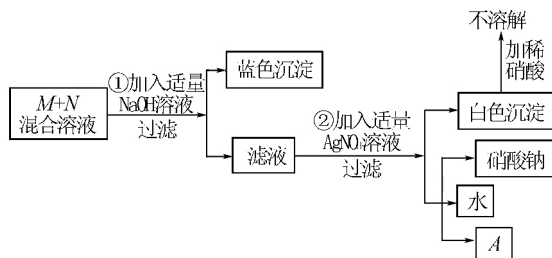 不溶解
加稀
硝酸
①加入适量
NaOH溶液
过滤
M+N
混合溶液
蓝色沉淀
②加入适量
AgNO₃溶液
过滤
滤液
白色沉淀
硝酸钠
水
A